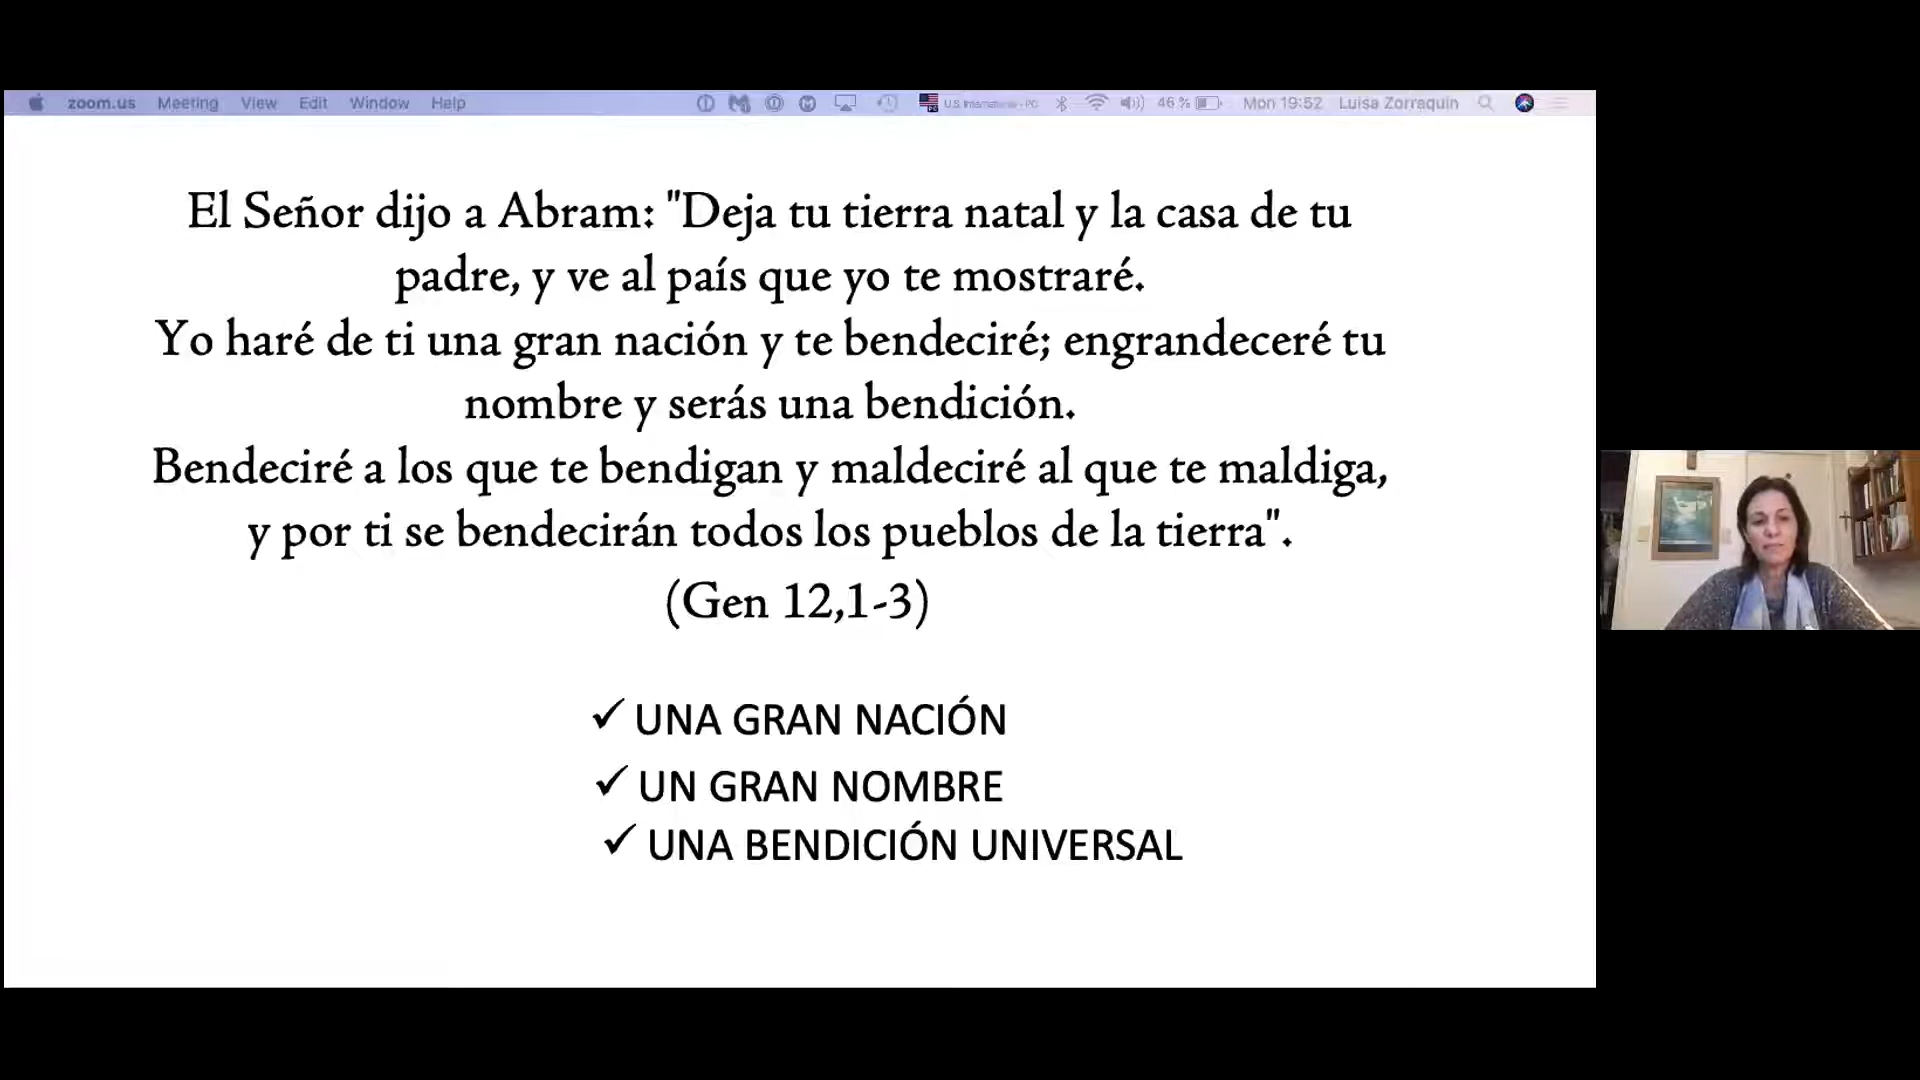 zoom.us Meeting View Edit Window Help U.S. International - PC 46 % Mon 19:52 Luisa Zorraquin
El Señor dijo a Abram: "Deja tu tierra natal y la casa de tu
padre, y ve al país que yo te mostraré.
Yo haré de ti una gran nación y te bendeciré; engrandeceré tu
nombre y serás una bendición.
Bendeciré a los que te bendigan y maldeciré al que te maldiga,
y por ti se bendecirán todos los pueblos de la tierra".
(Gen 12,1-3)
✓ UNA GRAN NACIÓN
✓ UN GRAN NOMBRE
✓ UNA BENDICIÓN UNIVERSAL